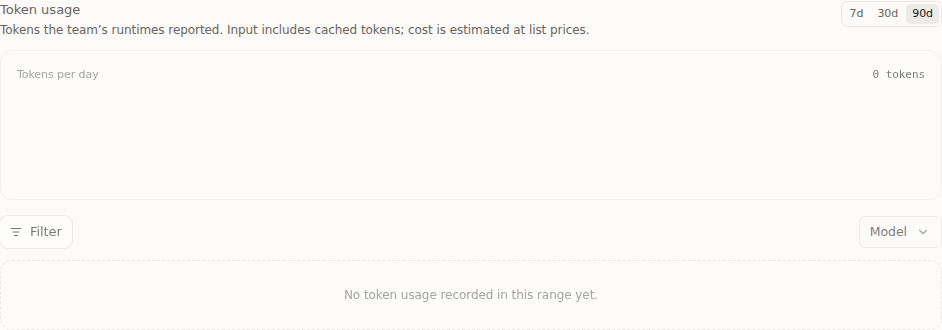 Token usage
7d 30d 90d
Tokens the team’s runtimes reported. Input includes cached tokens; cost is estimated at list prices.
Tokens per day
0 tokens
Filter
Model
No token usage recorded in this range yet.